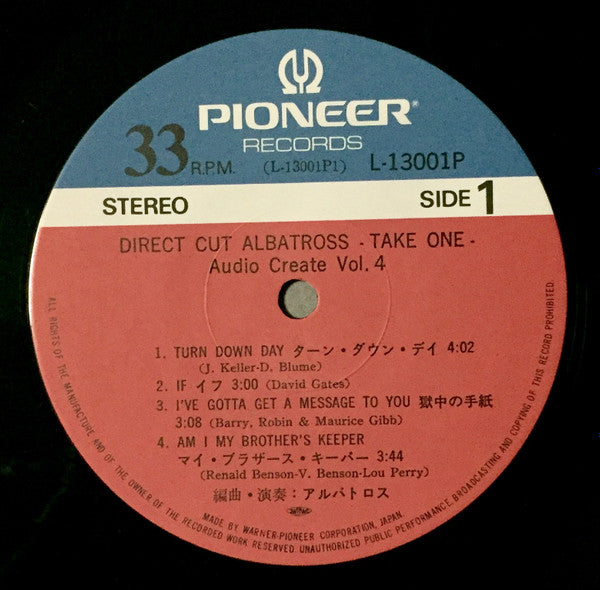 PIONEER®
RECORDS
33 R.P.M. (L-13001P1) L-13001P
STEREO SIDE 1
DIRECT CUT ALBATROSS - TAKE ONE -
Audio Create Vol. 4
1. TURN DOWN DAY ターン・ダウン・デイ 4:02
(J. Keller-D. Blume)
2. IF イフ 3:00 (David Gates)
3. I'VE GOTTA GET A MESSAGE TO YOU 獄中の手紙
3:08 (Barry, Robin & Maurice Gibb)
4. AM I MY BROTHER'S KEEPER
マイ・ブラザース・キーパー 3:44
(Renald Benson-V. Benson-Lou Perry)
編曲・演奏：アルバトロス
MADE BY WARNER-PIONEER CORPORATION, JAPAN.
ALL RIGHTS OF THE MANUFACTURE AND OF THE OWNER OF THE RECORDED WORK RESERVED. UNAUTHORIZED PUBLIC PERFORMANCE, BROADCASTING AND COPYING OF THIS RECORD PROHIBITED.